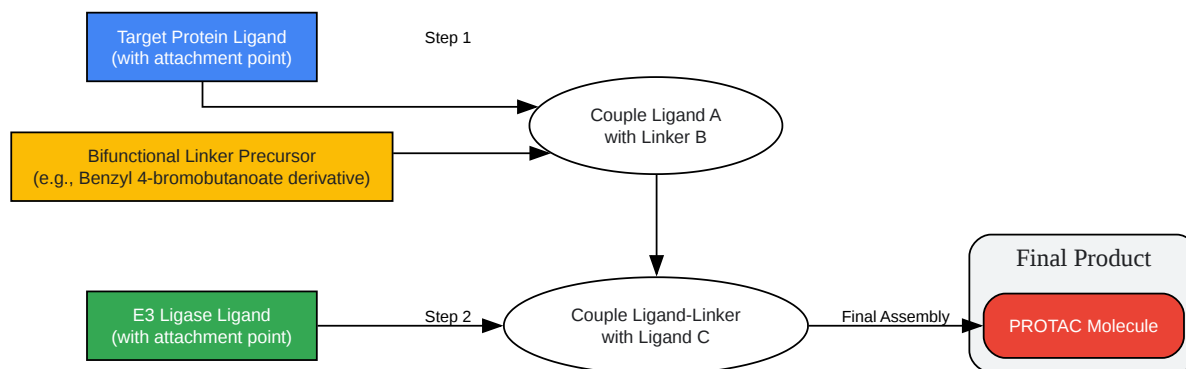 Target Protein Ligand
(with attachment point)
Step 1
Couple Ligand A
with Linker B
Bifunctional Linker Precursor
(e.g., Benzyl 4-bromobutanoate derivative)
Final Product
E3 Ligase Ligand
(with attachment point)
Step 2
Couple Ligand-Linker
with Ligand C
Final Assembly
PROTAC Molecule